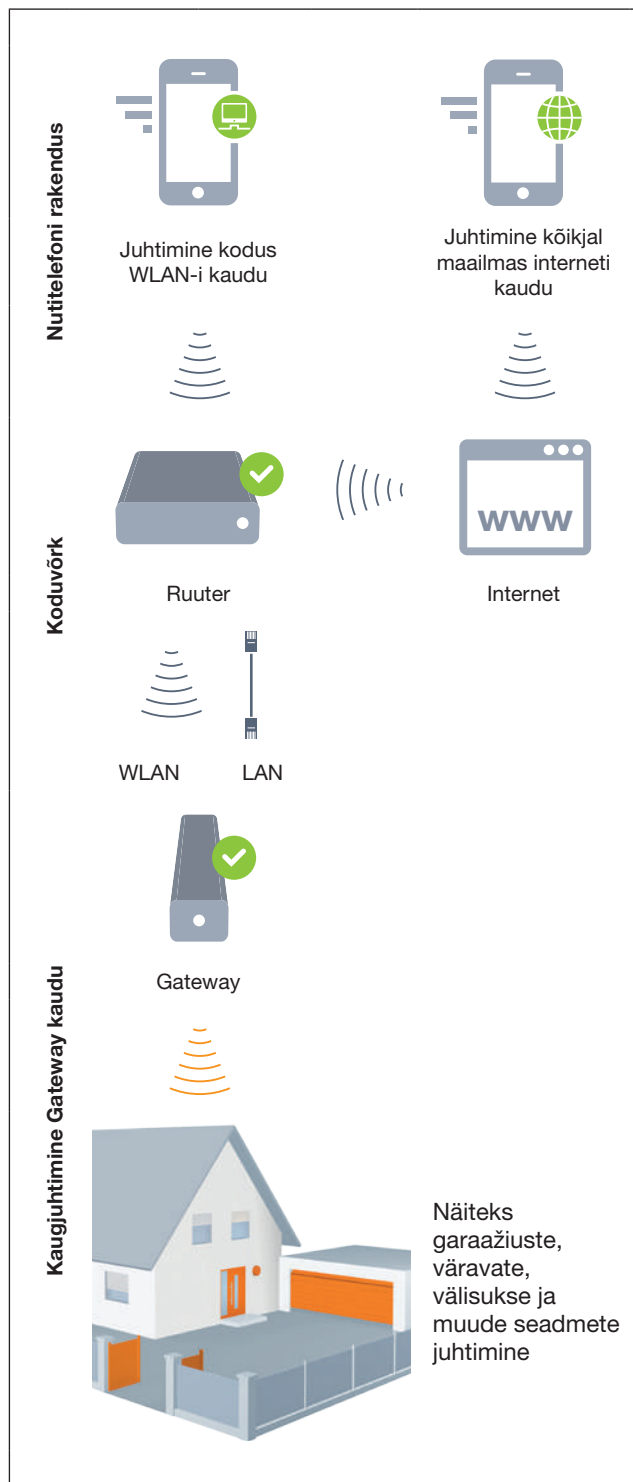 Nutitelefoni rakendus
Juhtimine kodus
WLAN-i kaudu
Juhtimine kõikjal
maailmas interneti
kaudu
Koduvõrk
www
Ruuter
Internet
WLAN
LAN
Kaugjuhtimine Gateway kaudu
Gateway
Näiteks
garaažiuste,
väravate,
välisukse ja
muude seadmete
juhtimine